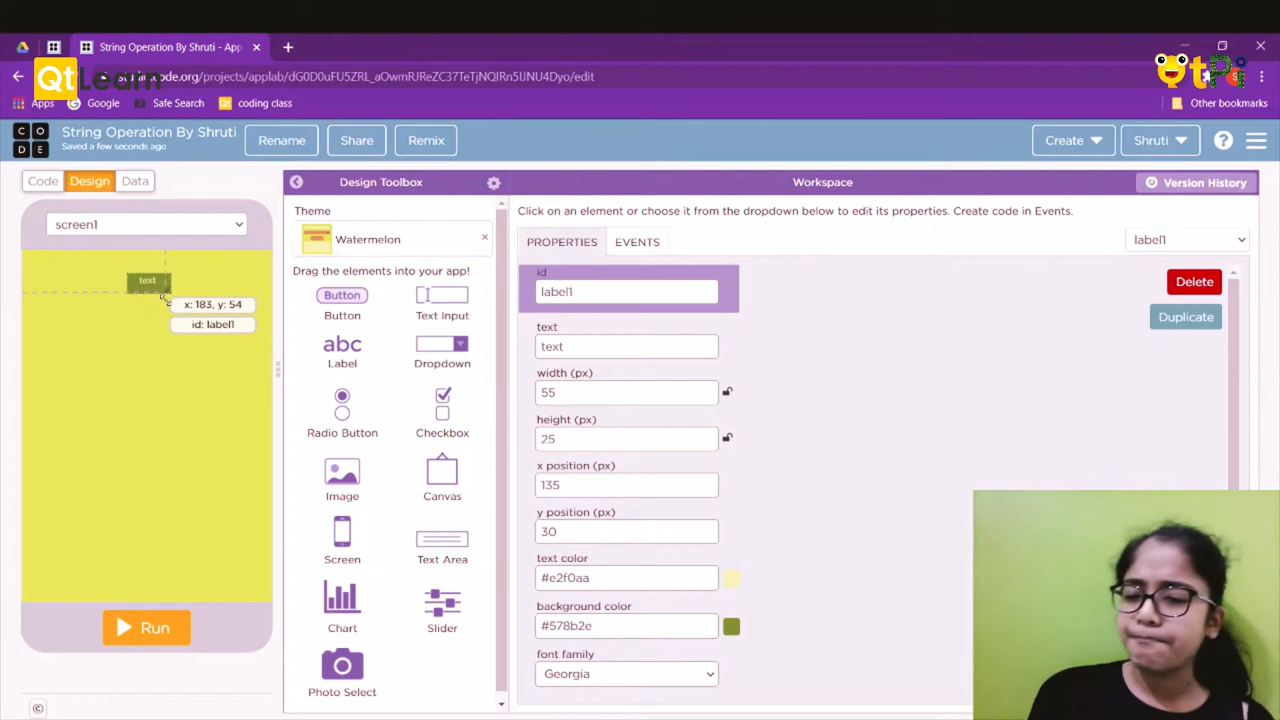 String Operation By Shruti - App
QtLearn
studio.code.org/projects/applab/dG0D0uFU5ZRL_aOwmRUReZC37TeTjNQIRn5UNU4Dyo/edit
QtPi
Apps
Google
Safe Search
coding class
Other bookmarks
C O D E
String Operation By Shruti
Saved a few seconds ago
Rename
Share
Remix
Create
Shruti
?
Code
Design
Data
Design Toolbox
Workspace
Version History
screen1
Theme
Watermelon
Click on an element or choose it from the dropdown below to edit its properties. Create code in Events.
PROPERTIES
EVENTS
label1
Drag the elements into your app!
text
x: 183, y: 54
id: label1
Button
Button
Text Input
abc
Label
Dropdown
Radio Button
Checkbox
Image
Canvas
Screen
Text Area
Chart
Slider
Photo Select
id
label1
Delete
text
text
Duplicate
width (px)
55
height (px)
25
x position (px)
135
y position (px)
30
text color
#e2f0aa
background color
#578b2e
font family
Georgia
Run
©